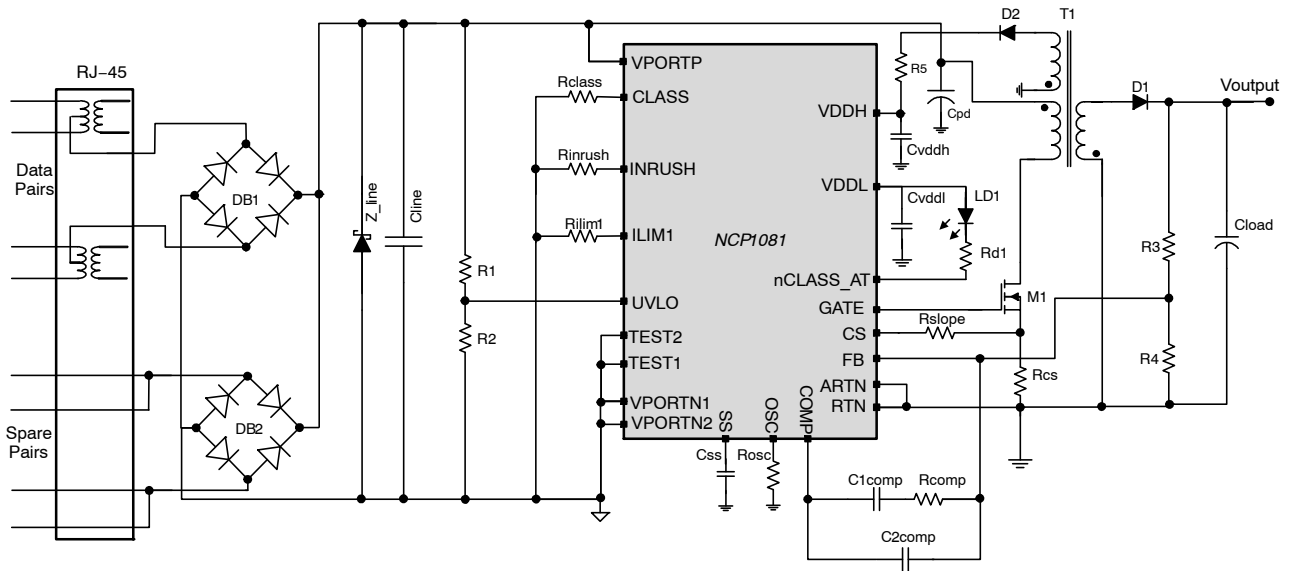 RJ-45
Data
Pairs
Spare
Pairs
DB1
DB2
Z_line
Cline
R1
R2
Rclass
Rinrush
Rilim1
VPORTP
CLASS
INRUSH
ILIM1
UVLO
TEST2
TEST1
VPORTN1
VPORTN2
NCP1081
SS
OSC
COMP
VDDH
VDDL
nCLASS_AT
GATE
CS
FB
ARTN
RTN
Css
Rosc
C1comp
Rcomp
C2comp
R5
D2
T1
Cpd
Cvddh
Cvddl
LD1
Rd1
M1
Rslope
Rcs
D1
Voutput
R3
R4
Cload